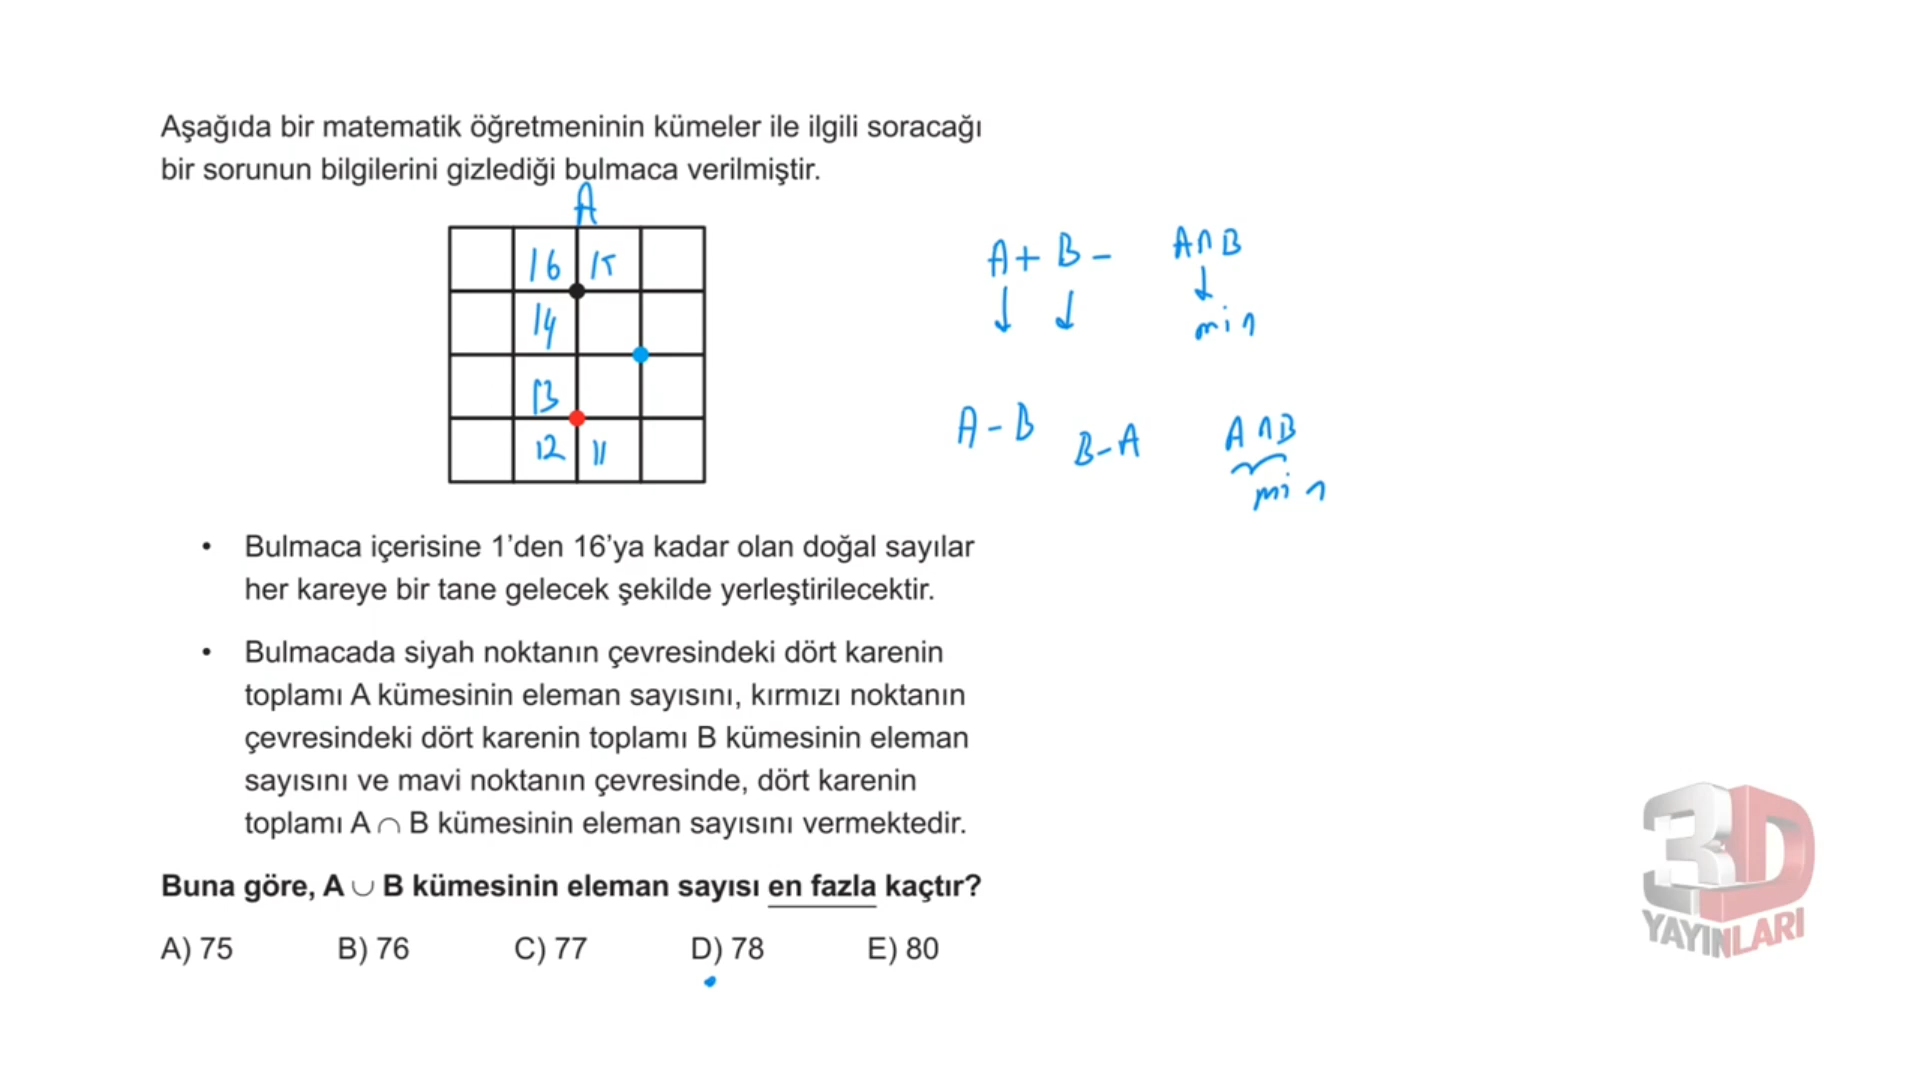 Aşağıda bir matematik öğretmeninin kümeler ile ilgili soracağı
bir sorunun bilgilerini gizlediği bulmaca verilmiştir.
A
16 15
14
13
12 11
A + B - A∩B
min
A - B B - A A∩B
min
• Bulmaca içerisine 1’den 16’ya kadar olan doğal sayılar
her kareye bir tane gelecek şekilde yerleştirilecektir.
• Bulmacada siyah noktanın çevresindeki dört karenin
toplamı A kümesinin eleman sayısını, kırmızı noktanın
çevresindeki dört karenin toplamı B kümesinin eleman
sayısını ve mavi noktanın çevresinde, dört karenin
toplamı A ∩ B kümesinin eleman sayısını vermektedir.
Buna göre, A ∪ B kümesinin eleman sayısı en fazla kaçtır?
A) 75 B) 76 C) 77 D) 78 E) 80
3D
YAYINLARI